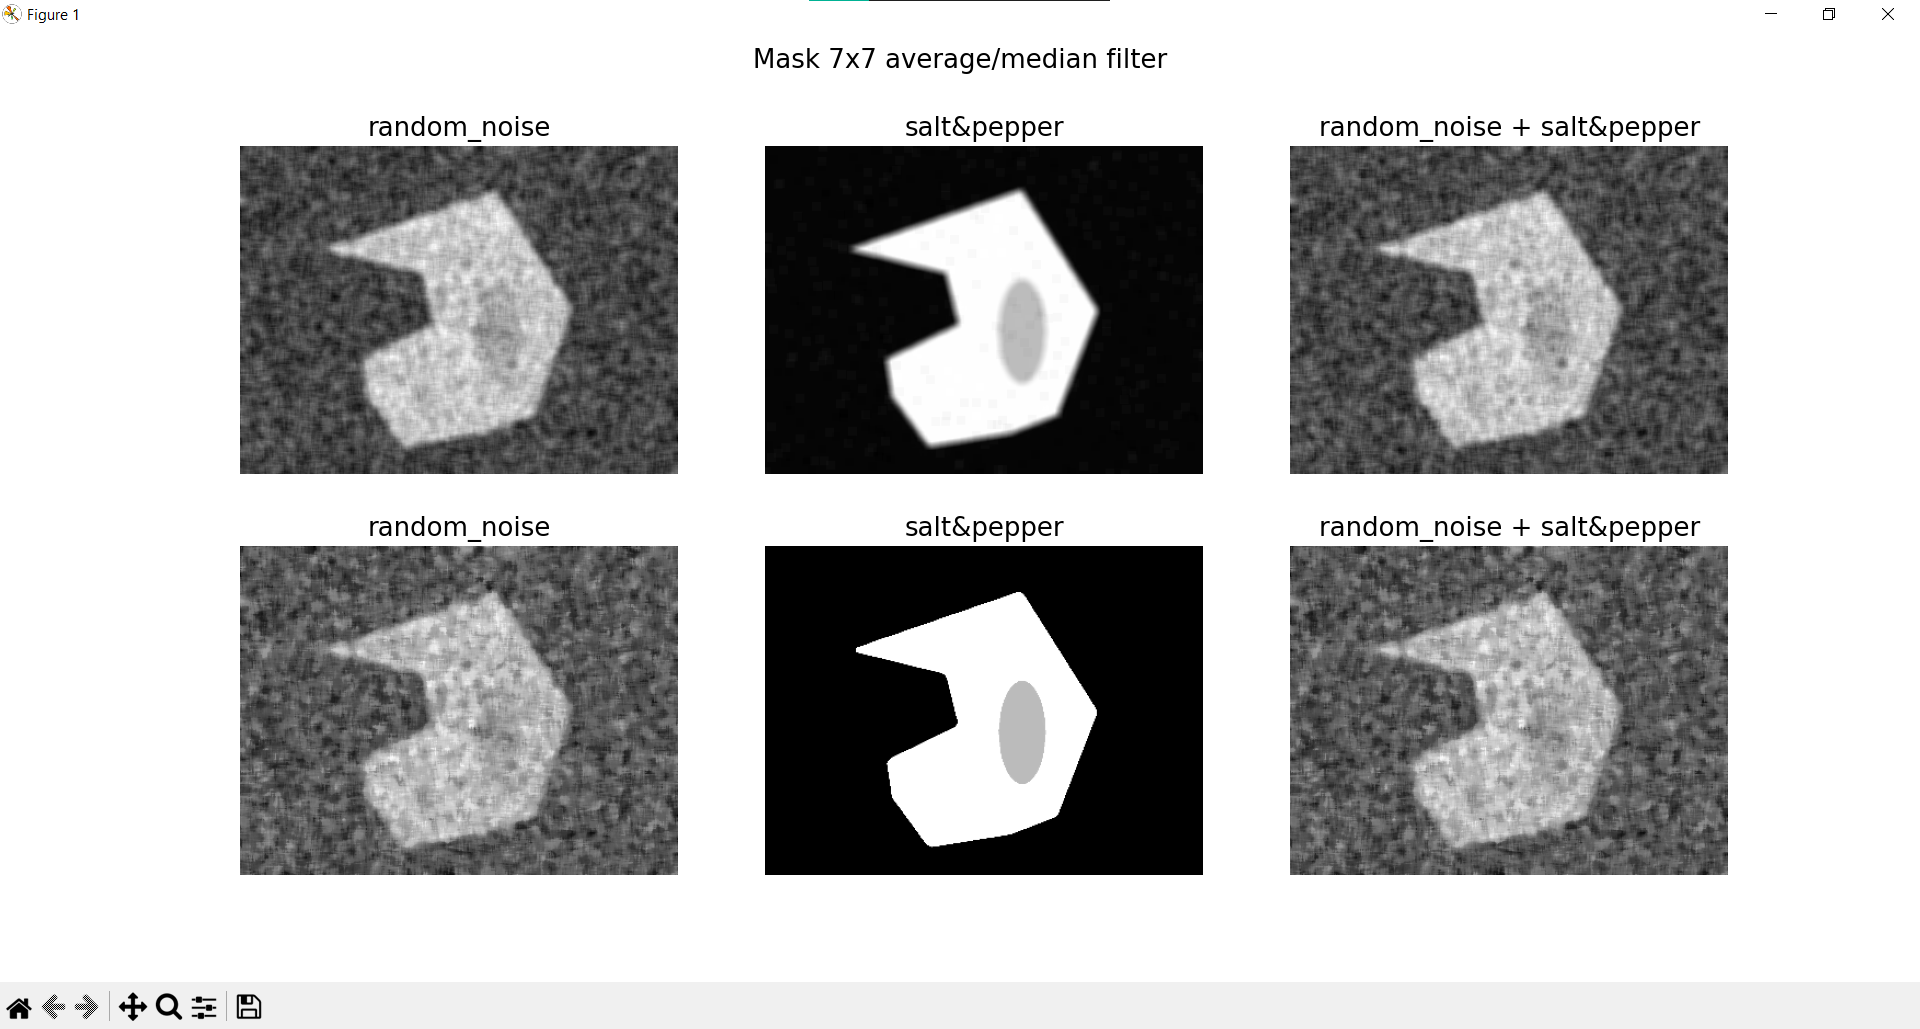 Figure 1
Mask 7x7 average/median filter
random_noise
salt&pepper
random_noise + salt&pepper
random_noise
salt&pepper
random_noise + salt&pepper